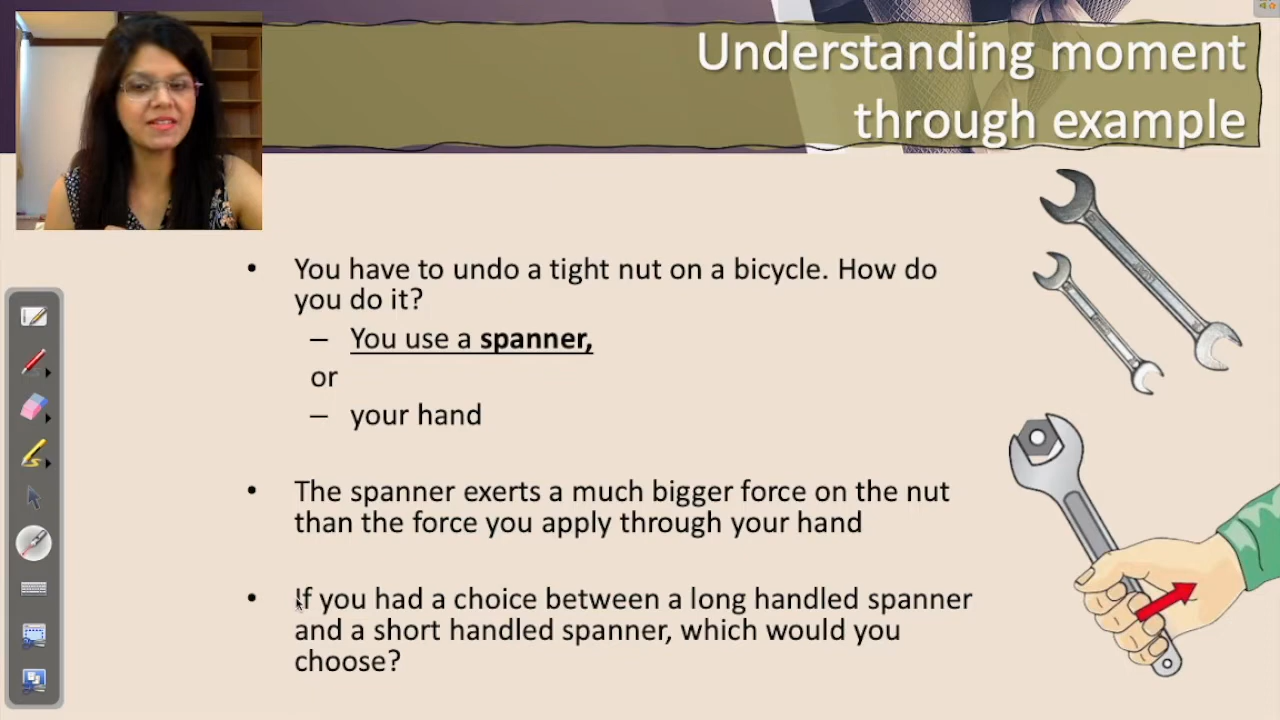 Understanding moment
through example
• You have to undo a tight nut on a bicycle. How do
you do it?
– You use a spanner,
or
– your hand
• The spanner exerts a much bigger force on the nut
than the force you apply through your hand
• If you had a choice between a long handled spanner
and a short handled spanner, which would you
choose?